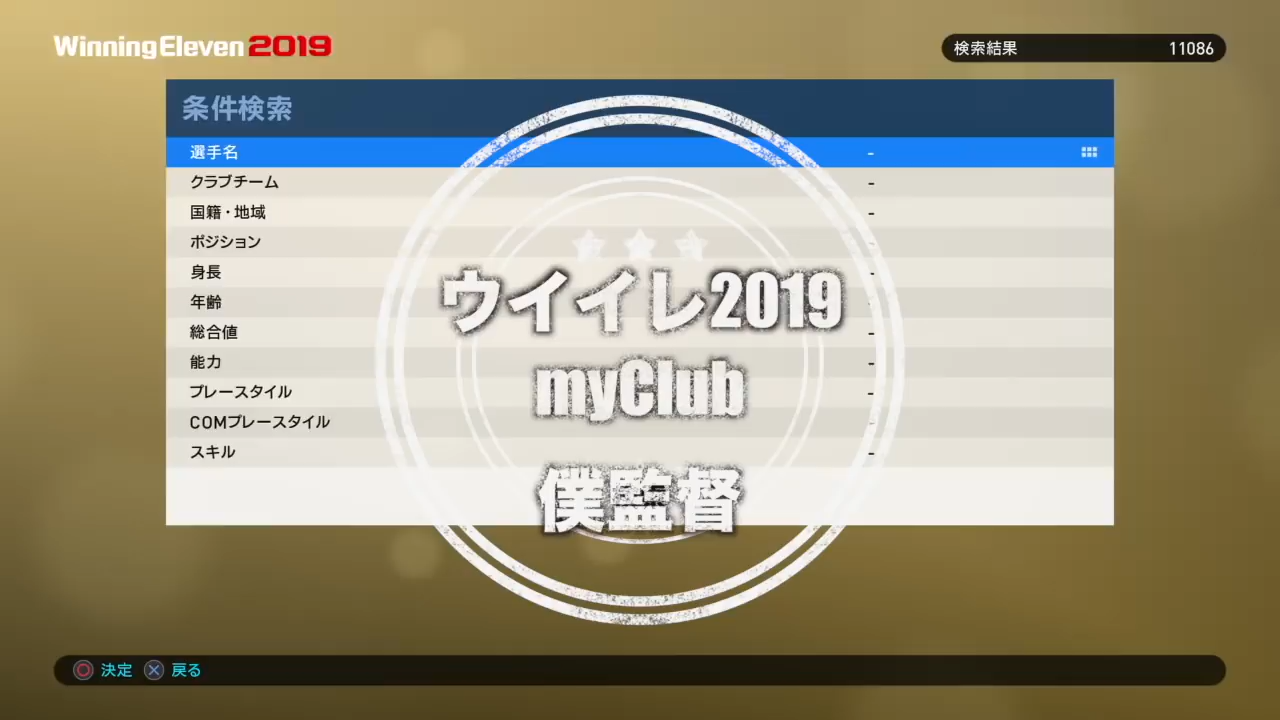 Winning Eleven 2019
検索結果 11086
条件検索
選手名 -
クラブチーム -
国籍・地域 -
ポジション -
身長 -
年齢
総合値 -
能力 -
プレースタイル -
COMプレースタイル -
スキル -
ウイイレ2019
myClub
僕監督
決定 戻る